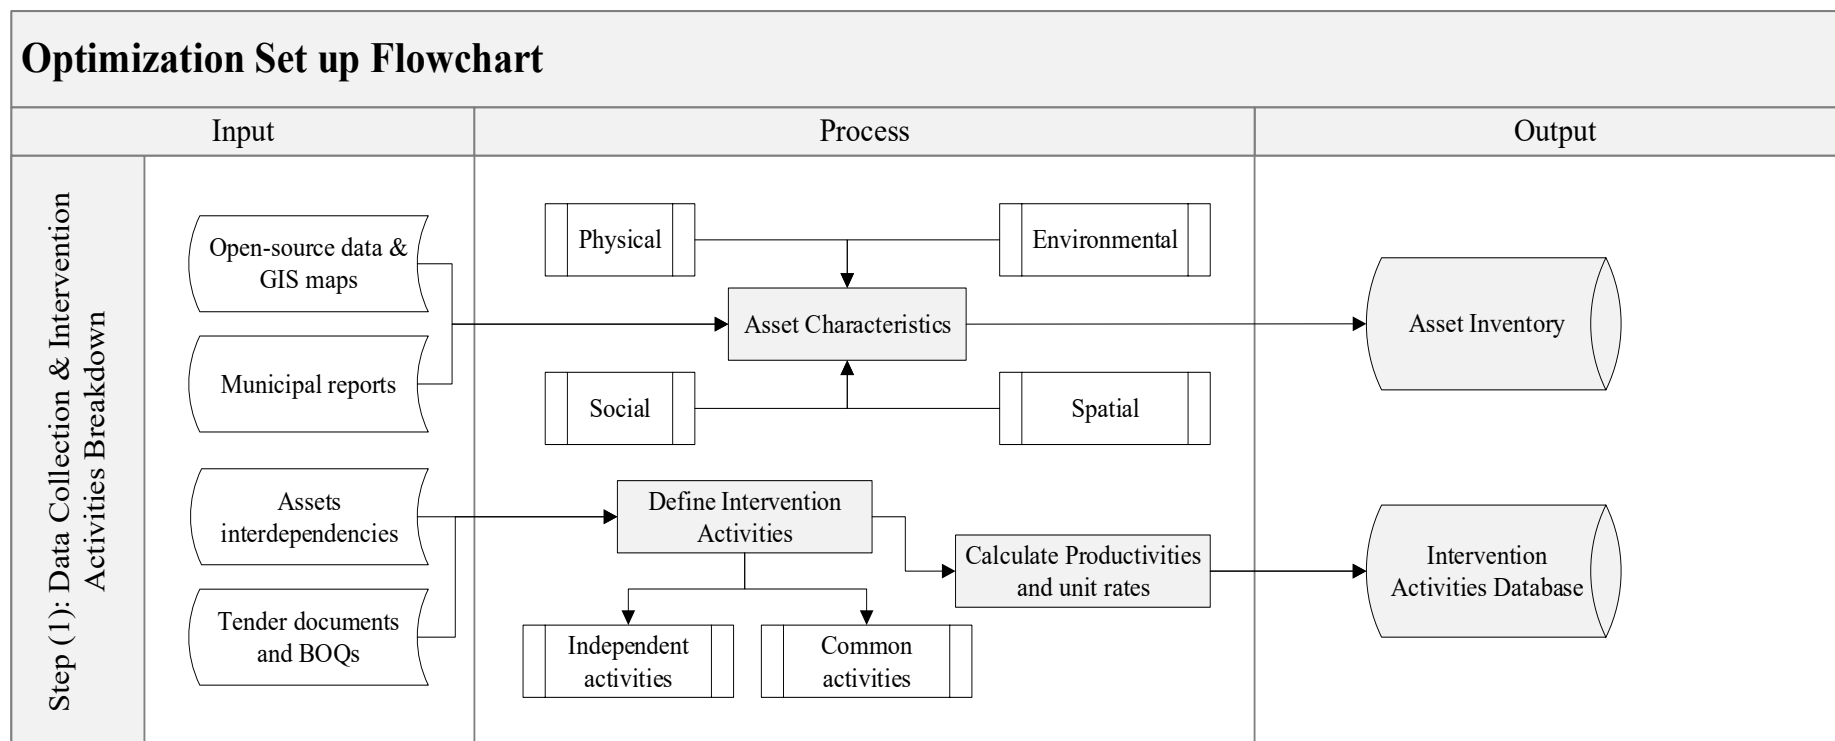 Optimization Set up Flowchart
Input
Process
Output
Step (1): Data Collection & Intervention
Activities Breakdown
Open-source data &
GIS maps
Municipal reports
Assets
interdependencies
Tender documents
and BOQs
Physical
Environmental
Asset Characteristics
Social
Spatial
Define Intervention
Activities
Calculate Productivities
and unit rates
Independent
activities
Common
activities
Asset Inventory
Intervention
Activities Database